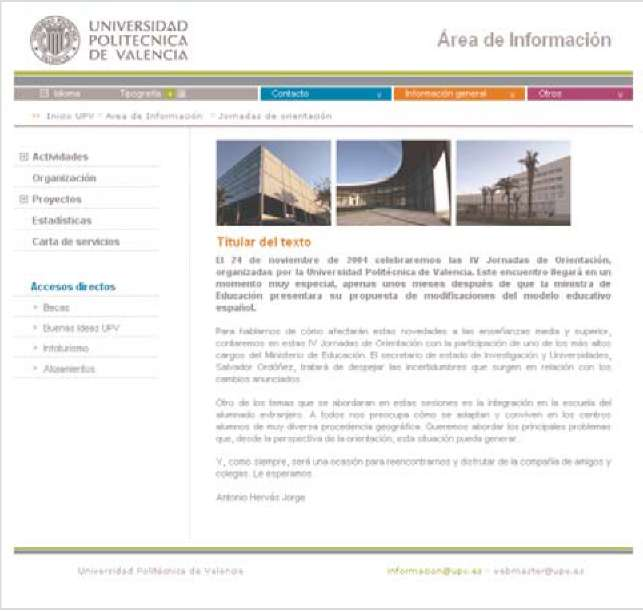 UNIVERSIDAD
POLITECNICA
DE VALENCIA
Área de Información
Idioma
Tipografía
Contacto
Información general
Otros
Inicio UPV Area de Información Jornadas de orientación
Actividades
Organización
Proyectos
Estadísticas
Carta de servicios
Accesos directos
Becas
Buenas Ideas UPV
Infoturismo
Alojamientos
Titular del texto
El 24 de noviembre de 2004 celebraremos las IV Jornadas de Orientación,
organizadas por la Universidad Politécnica de Valencia. Este encuentro llegará en un
momento muy especial, apenas unos meses después de que la ministra de
Educación presentara su propuesta de modificaciones del modelo educativo
español.
Para hablarnos de cómo afectarán estas novedades a las enseñanzas media y superior,
contaremos en estas IV Jornadas de Orientación con la participación de uno de los más altos
cargos del Ministerio de Educación. El secretario de estado de Investigación y Universidades,
Salvador Ordóñez, tratará de despejar las incertidumbres que surgen en relación con los
cambios anunciados.
Otro de los temas que se abordaran en estas sesiones es la integración en la escuela del
alumnado extranjero. A todos nos preocupa cómo se adaptan y conviven en los centros
alumnos de muy diversa procedencia geográfica. Queremos abordar los principales problemas
que, desde la perspectiva de la orientación, esta situación pueda generar.
Y, como siempre, será una ocasión para reencontrarnos y disfrutar de la compañía de amigos y
colegas. Le esperamos.
Antonio Hervás Jorge
Universidad Politécnica de Valencia
informacion@upv.es - webmaster@upv.es